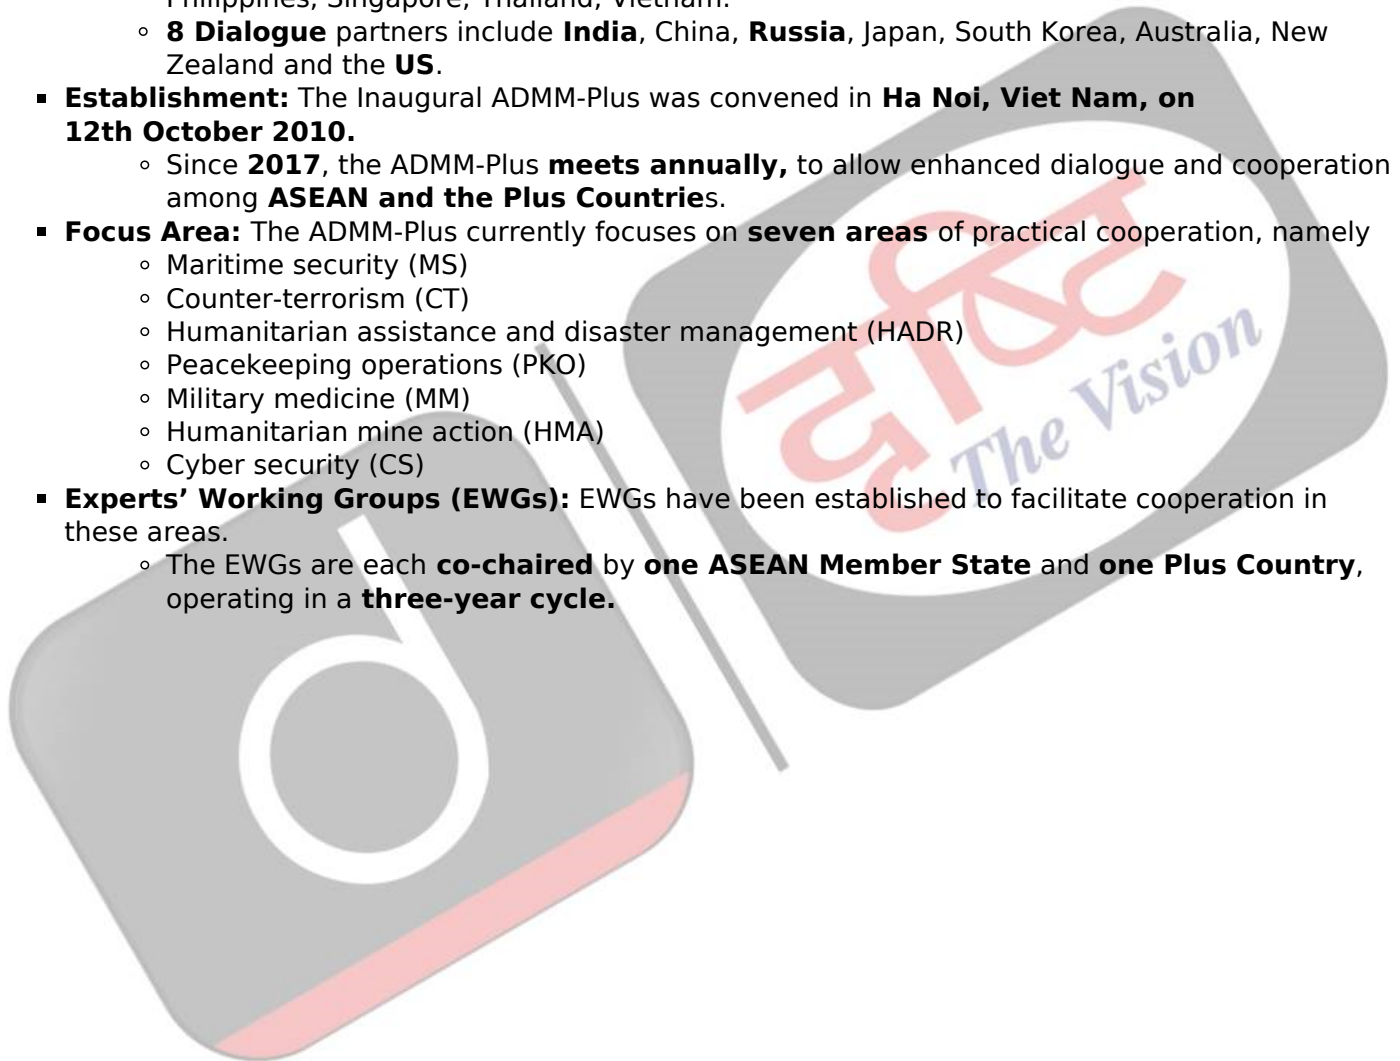 Philippines, Singapore, Thailand, Vietnam.
◦ 8 Dialogue partners include India, China, Russia, Japan, South Korea, Australia, New
Zealand and the US.
▪ Establishment: The Inaugural ADMM-Plus was convened in Ha Noi, Viet Nam, on
12th October 2010.
◦ Since 2017, the ADMM-Plus meets annually, to allow enhanced dialogue and cooperation
among ASEAN and the Plus Countries.
▪ Focus Area: The ADMM-Plus currently focuses on seven areas of practical cooperation, namely
◦ Maritime security (MS)
◦ Counter-terrorism (CT)
◦ Humanitarian assistance and disaster management (HADR)
◦ Peacekeeping operations (PKO)
◦ Military medicine (MM)
◦ Humanitarian mine action (HMA)
◦ Cyber security (CS)
▪ Experts’ Working Groups (EWGs): EWGs have been established to facilitate cooperation in
these areas.
◦ The EWGs are each co-chaired by one ASEAN Member State and one Plus Country,
operating in a three-year cycle.
दृष्टि
The Vision
d